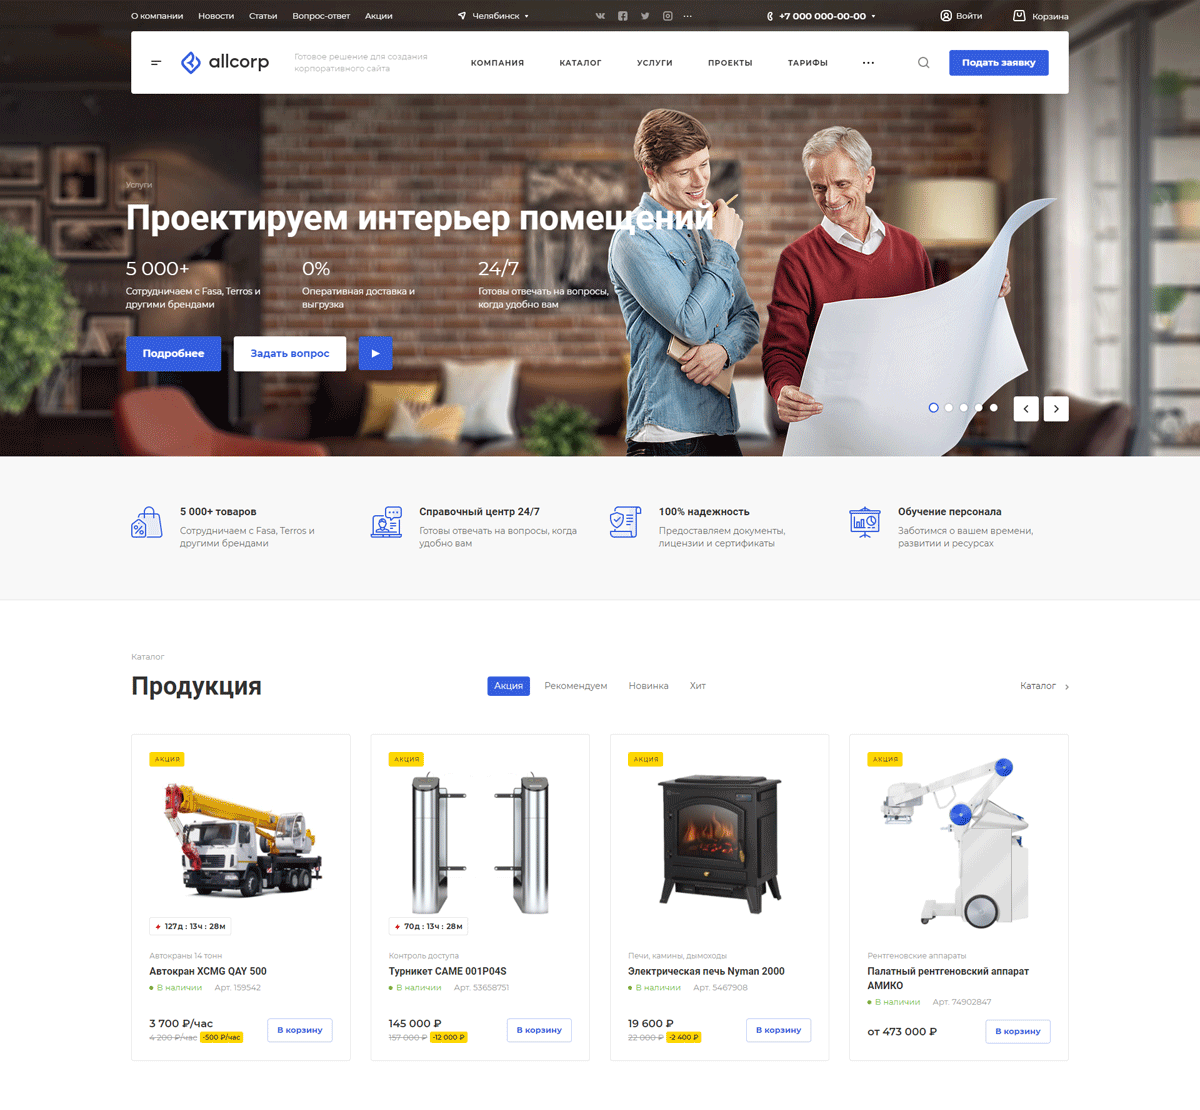 О компании Новости Статьи Вопрос-ответ Акции Челябинск +7 000 000-00-00 Войти Корзина
allcorp
Готовое решение для создания
корпоративного сайта
КОМПАНИЯ КАТАЛОГ УСЛУГИ ПРОЕКТЫ ТАРИФЫ ••• Подать заявку
Услуги
Проектируем интерьер помещений
5 000+ 0% 24/7
Сотрудничаем с Fasa, Terros и
другими брендами
Оперативная доставка и
выгрузка
Готовы отвечать на вопросы,
когда удобно вам
Подробнее Задать вопрос
5 000+ товаров
Сотрудничаем с Fasa, Terros и
другими брендами
Справочный центр 24/7
Готовы отвечать на вопросы, когда
удобно вам
100% надежность
Предоставляем документы,
лицензии и сертификаты
Обучение персонала
Заботимся о вашем времени,
развитии и ресурсах
Каталог
Продукция
Акция Рекомендуем Новинка Хит
Каталог
АКЦИЯ
127д : 13ч : 28м
Автокраны 14 тонн
Автокран XCMG QAY 500
В наличии Арт. 159542
3 700 ₽/час
4 200 ₽/час -500 ₽/час
В корзину
АКЦИЯ
70д : 13ч : 28м
Контроль доступа
Турникет CAME 001P04S
В наличии Арт. 53658751
145 000 ₽
157 000 ₽ -12 000 ₽
В корзину
АКЦИЯ
Печи, камины, дымоходы
Электрическая печь Nyman 2000
В наличии Арт. 5467908
19 600 ₽
22 000 ₽ -2 400 ₽
В корзину
АКЦИЯ
Рентгеновские аппараты
Палатный рентгеновский аппарат
АМИКО
В наличии Арт. 74902847
от 473 000 ₽
В корзину